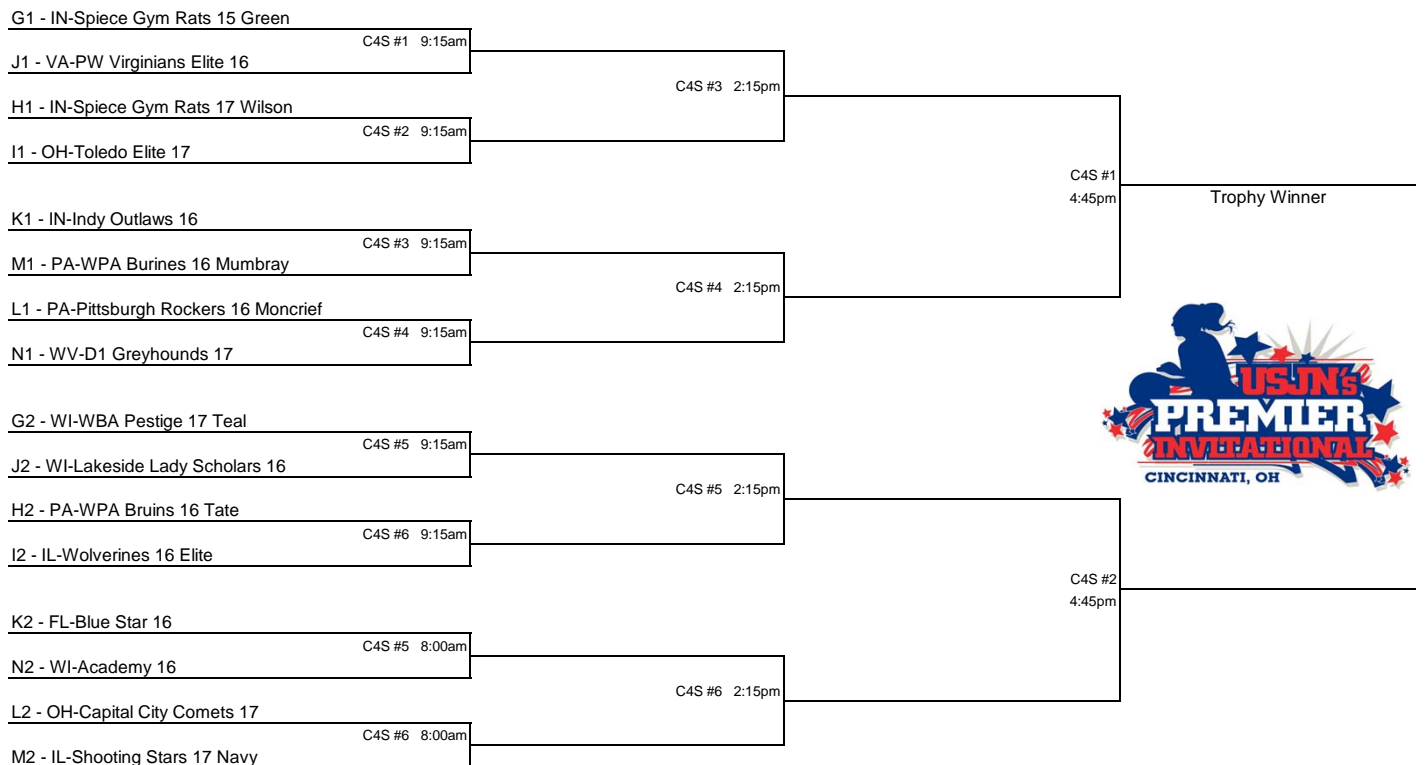 G1 - IN-Spiece Gym Rats 15 Green
C4S #1 9:15am
J1 - VA-PW Virginians Elite 16
C4S #3 2:15pm
H1 - IN-Spiece Gym Rats 17 Wilson
C4S #2 9:15am
I1 - OH-Toledo Elite 17
C4S #1
4:45pm
Trophy Winner
K1 - IN-Indy Outlaws 16
C4S #3 9:15am
M1 - PA-WPA Burines 16 Mumbray
C4S #4 2:15pm
L1 - PA-Pittsburgh Rockers 16 Moncrief
C4S #4 9:15am
N1 - WV-D1 Greyhounds 17
USJN's
PREMIER
INVITATIONAL
CINCINNATI, OH
G2 - WI-WBA Pestige 17 Teal
C4S #5 9:15am
J2 - WI-Lakeside Lady Scholars 16
C4S #5 2:15pm
H2 - PA-WPA Bruins 16 Tate
C4S #6 9:15am
I2 - IL-Wolverines 16 Elite
C4S #2
4:45pm
K2 - FL-Blue Star 16
C4S #5 8:00am
N2 - WI-Academy 16
C4S #6 2:15pm
L2 - OH-Capital City Comets 17
C4S #6 8:00am
M2 - IL-Shooting Stars 17 Navy